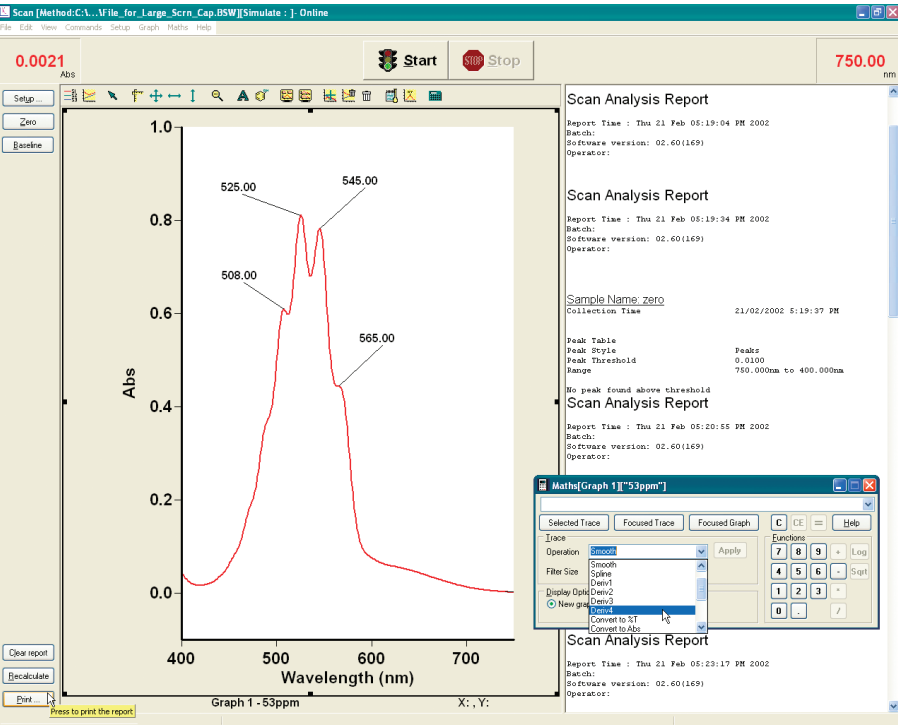 Scan [Method:C:\...\File_for_Large_Scrn_Cap.BSW][Simulate : ]- Online
File Edit View Commands Setup Graph Maths Help
0.0021
Abs
Start
STOP Stop
750.00
nm
Setup ...
Zero
Baseline
1.0
0.8
0.6
0.4
0.2
0.0
Abs
525.00
545.00
508.00
565.00
400 500 600 700
Wavelength (nm)
Graph 1 - 53ppm X: , Y:
Clear report
Recalculate
Print ...
Press to print the report
Scan Analysis Report
Report Time : Thu 21 Feb 05:19:04 PM 2002
Batch:
Software version: 02.60(169)
Operator:
Scan Analysis Report
Report Time : Thu 21 Feb 05:19:34 PM 2002
Batch:
Software version: 02.60(169)
Operator:
Sample Name: zero
Collection Time 21/02/2002 5:19:37 PM
Peak Table
Peak Style Peaks
Peak Threshold 0.0100
Range 750.000nm to 400.000nm
No peak found above threshold
Scan Analysis Report
Report Time : Thu 21 Feb 05:20:55 PM 2002
Batch:
Software version: 02.60(169)
Operator:
Maths[Graph 1]["53ppm"]
Selected Trace Focused Trace Focused Graph C CE = Help
Trace
Operation Smooth Apply
Filter Size
Smooth
Spline
Deriv1
Deriv2
Deriv3
Deriv4
Convert to %T
Convert to Abs
Display Optio
New grap
Functions
7 8 9 + Log
4 5 6 - Sqrt
1 2 3 *
0 . /
Scan Analysis Report
Report Time : Thu 21 Feb 05:23:17 PM 2002
Batch:
Software version: 02.60(169)
Operator: